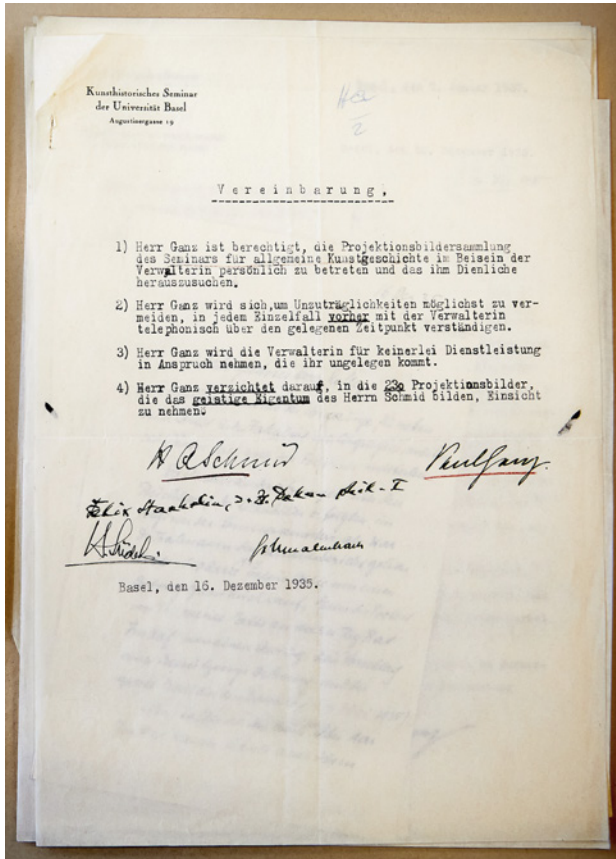 Kunsthistorisches Seminar
der Universität Basel
Augustinergasse 19
Ha
2
Vereinbarung.
1) Herr Ganz ist berechtigt, die Projektionsbildersammlung
des Seminars für allgemeine Kunstgeschichte im Beisein der
Verwalterin persönlich zu betreten und das ihm Dienliche
herauszusuchen.
2) Herr Ganz wird sich,um Unzuträglichkeiten möglichst zu ver-
meiden, in jedem Einzelfall vorher mit der Verwalterin
telephonisch über den gelegenen Zeitpunkt verständigen.
3) Herr Ganz wird die Verwalterin für keinerlei Dienstleistung
in Anspruch nehmen, die ihr ungelegen kommt.
4) Herr Ganz verzichtet darauf, in die 230 Projektionsbilder,
die das geistige Eigentum des Herrn Schmid bilden, Einsicht
zu nehmen.
H A Schmid
Paul Ganz.
Felix Staehelin, z. Zt. Dekan phil.-I
Basel, den 16. Dezember 1935.